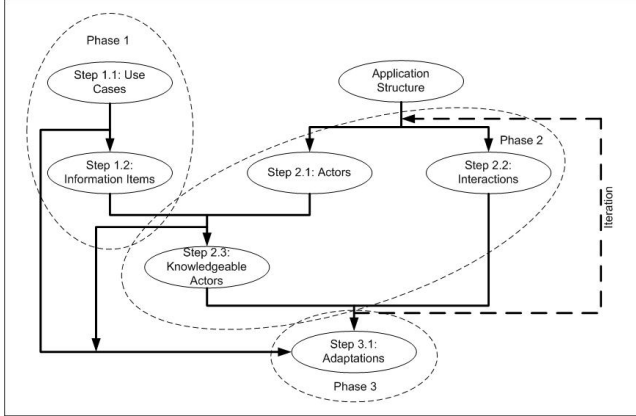 Phase 1
Step 1.1: Use
Cases
Application
Structure
Phase 2
Step 1.2:
Information Items
Step 2.1: Actors
Step 2.2:
Interactions
Iteration
Step 2.3:
Knowledgeable
Actors
Step 3.1:
Adaptations
Phase 3